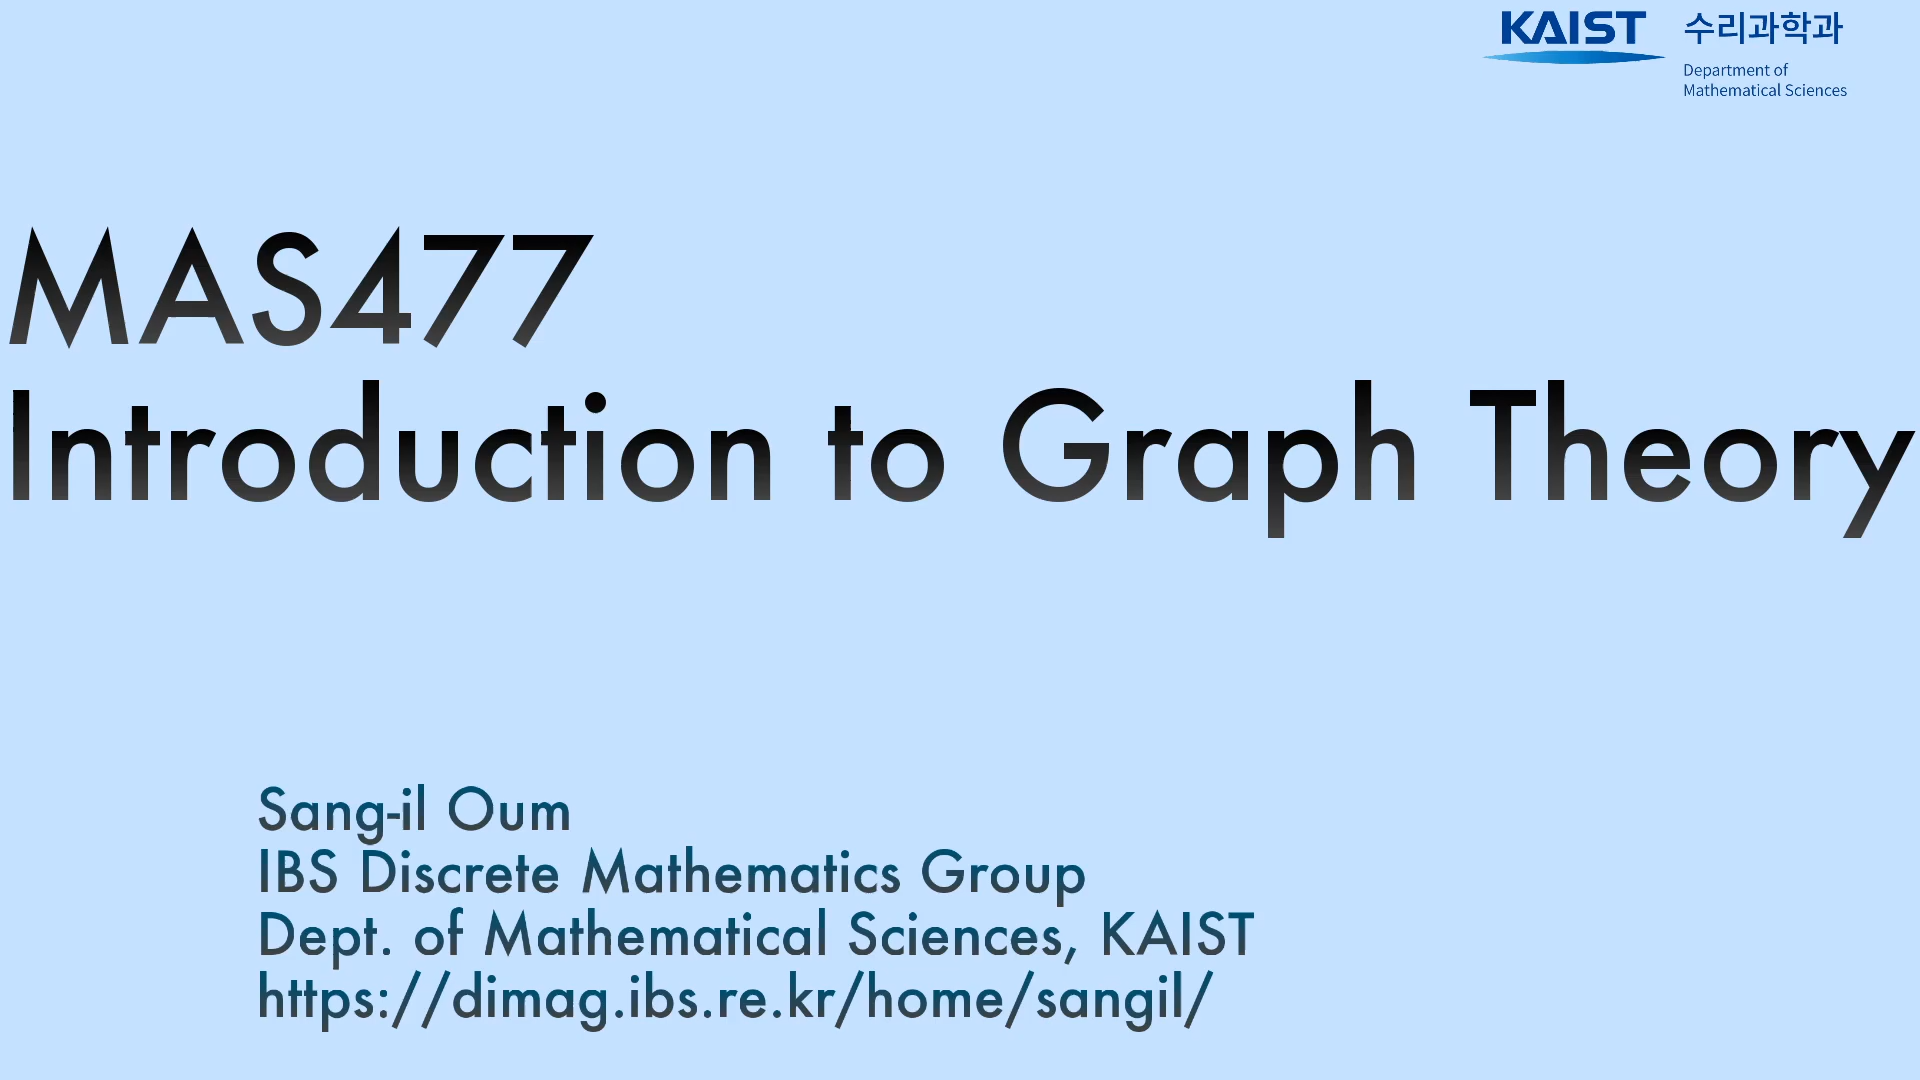 KAIST 수리과학과
Department of
Mathematical Sciences
MAS477
Introduction to Graph Theory
Sang-il Oum
IBS Discrete Mathematics Group
Dept. of Mathematical Sciences, KAIST
https://dimag.ibs.re.kr/home/sangil/